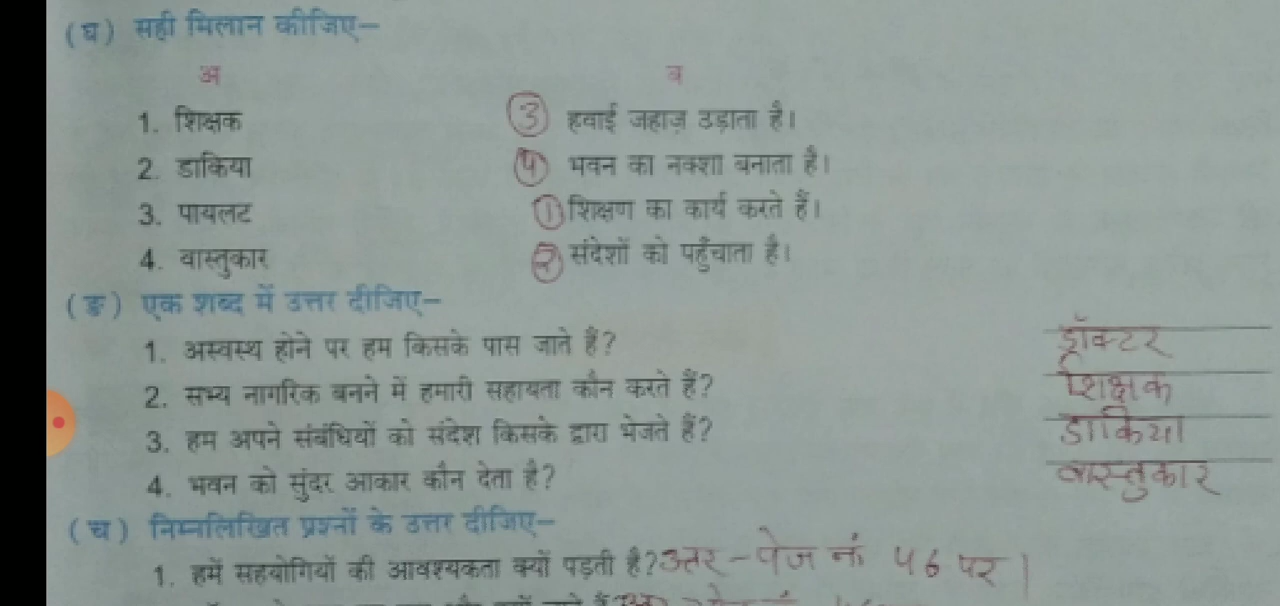 (घ) सही मिलान कीजिए–
अ ब
1. शिक्षक ③ हवाई जहाज़ उड़ाता है।
2. डाकिया ④ भवन का नक्शा बनाता है।
3. पायलट ① शिक्षण का कार्य करते हैं।
4. वास्तुकार ② संदेशों को पहुँचाता है।
(ङ) एक शब्द में उत्तर दीजिए–
1. अस्वस्थ होने पर हम किसके पास जाते हैं? डॉक्टर
2. सभ्य नागरिक बनने में हमारी सहायता कौन करते हैं? शिक्षक
3. हम अपने संबंधियों को संदेश किसके द्वारा भेजते हैं? डाकिया
4. भवन को सुंदर आकार कौन देता है? वास्तुकार
(च) निम्नलिखित प्रश्नों के उत्तर दीजिए–
1. हमें सहयोगियों की आवश्यकता क्यों पड़ती है? उतर – पेज नं 46 पर।